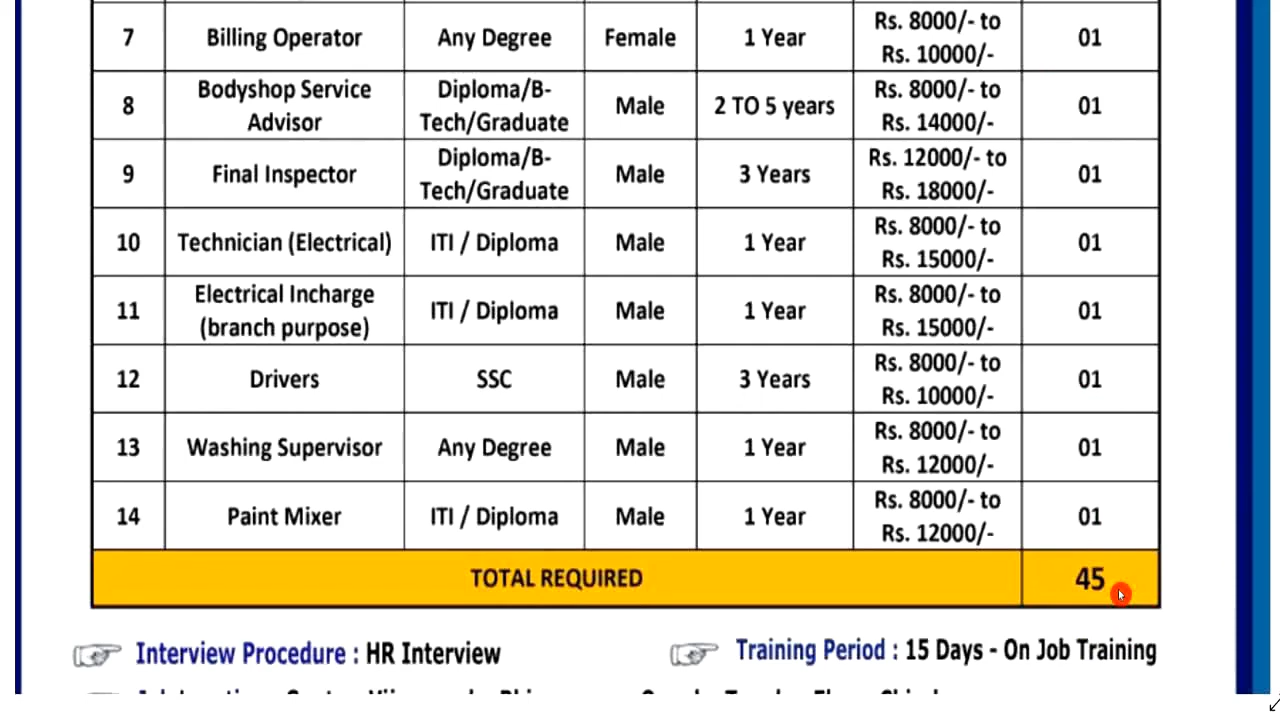 7 Billing Operator Any Degree Female 1 Year Rs. 8000/- to Rs. 10000/- 01
8 Bodyshop Service Advisor Diploma/B-Tech/Graduate Male 2 TO 5 years Rs. 8000/- to Rs. 14000/- 01
9 Final Inspector Diploma/B-Tech/Graduate Male 3 Years Rs. 12000/- to Rs. 18000/- 01
10 Technician (Electrical) ITI / Diploma Male 1 Year Rs. 8000/- to Rs. 15000/- 01
11 Electrical Incharge (branch purpose) ITI / Diploma Male 1 Year Rs. 8000/- to Rs. 15000/- 01
12 Drivers SSC Male 3 Years Rs. 8000/- to Rs. 10000/- 01
13 Washing Supervisor Any Degree Male 1 Year Rs. 8000/- to Rs. 12000/- 01
14 Paint Mixer ITI / Diploma Male 1 Year Rs. 8000/- to Rs. 12000/- 01
TOTAL REQUIRED 45
Interview Procedure : HR Interview Training Period : 15 Days - On Job Training